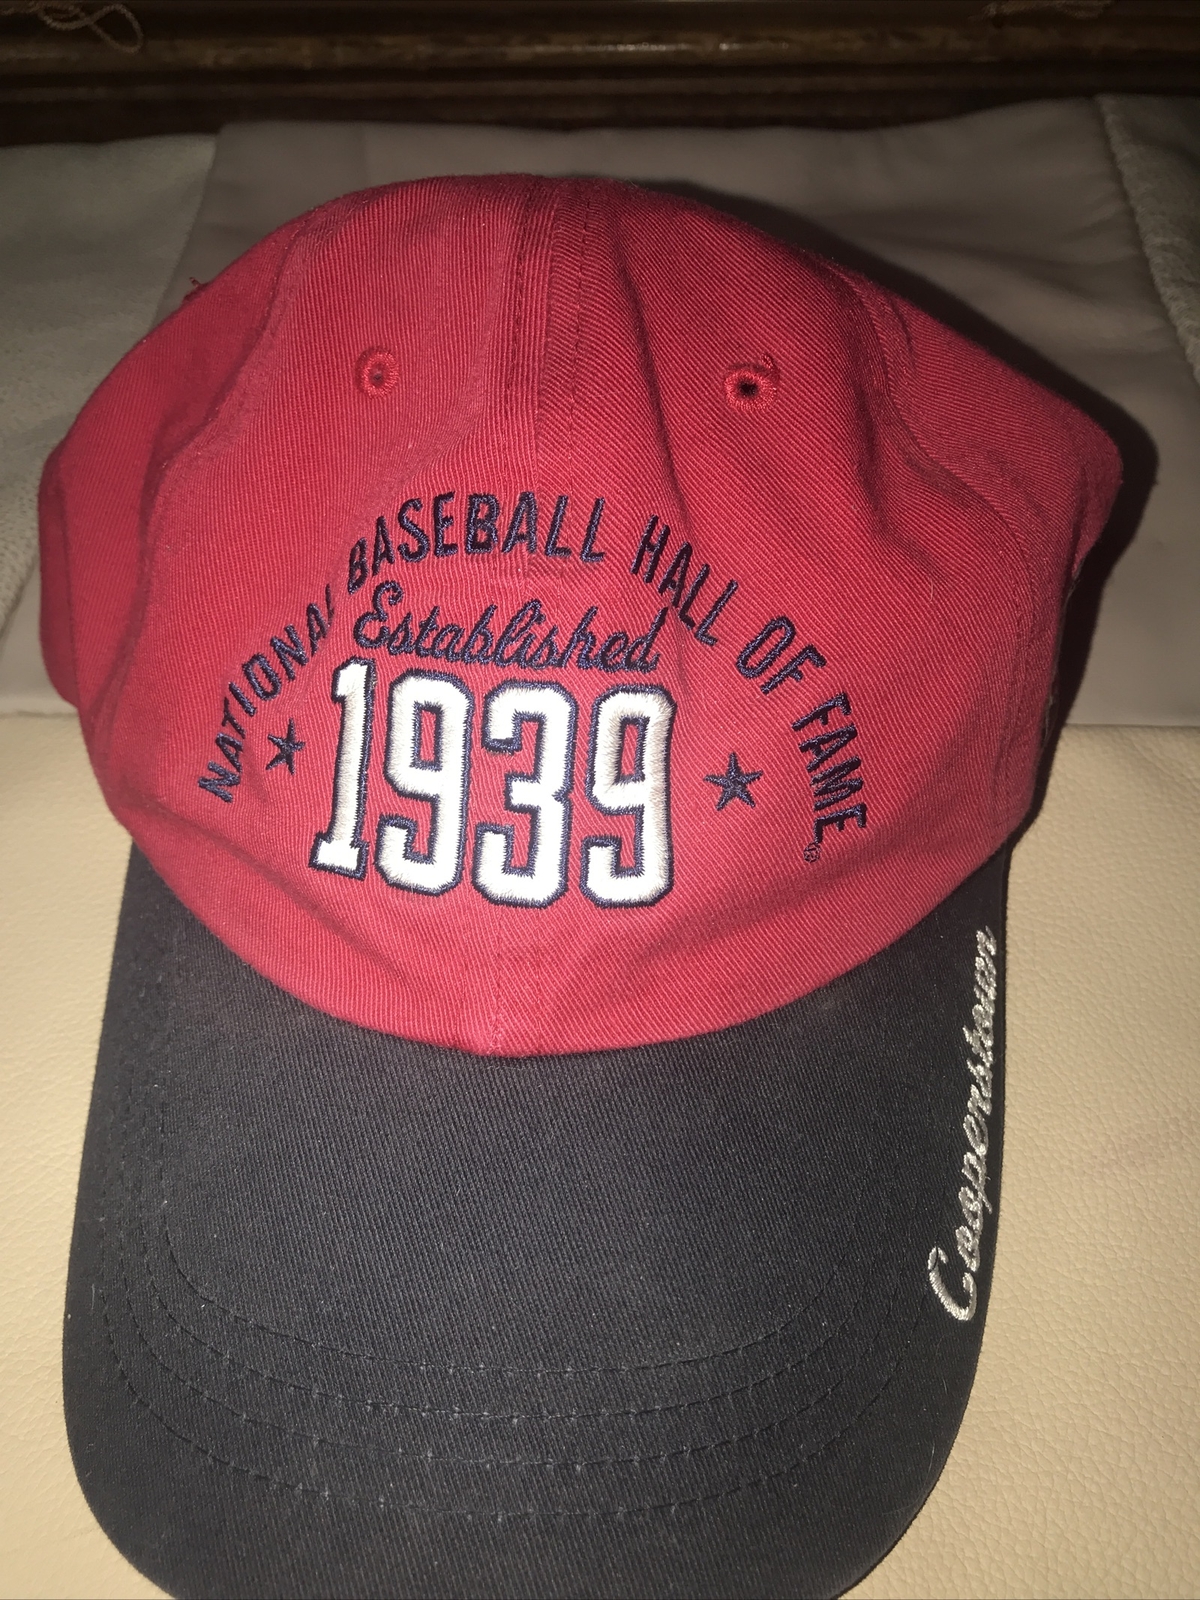 NATIONAL BASEBALL HALL OF FAME®
Established
1939
Cooperstown